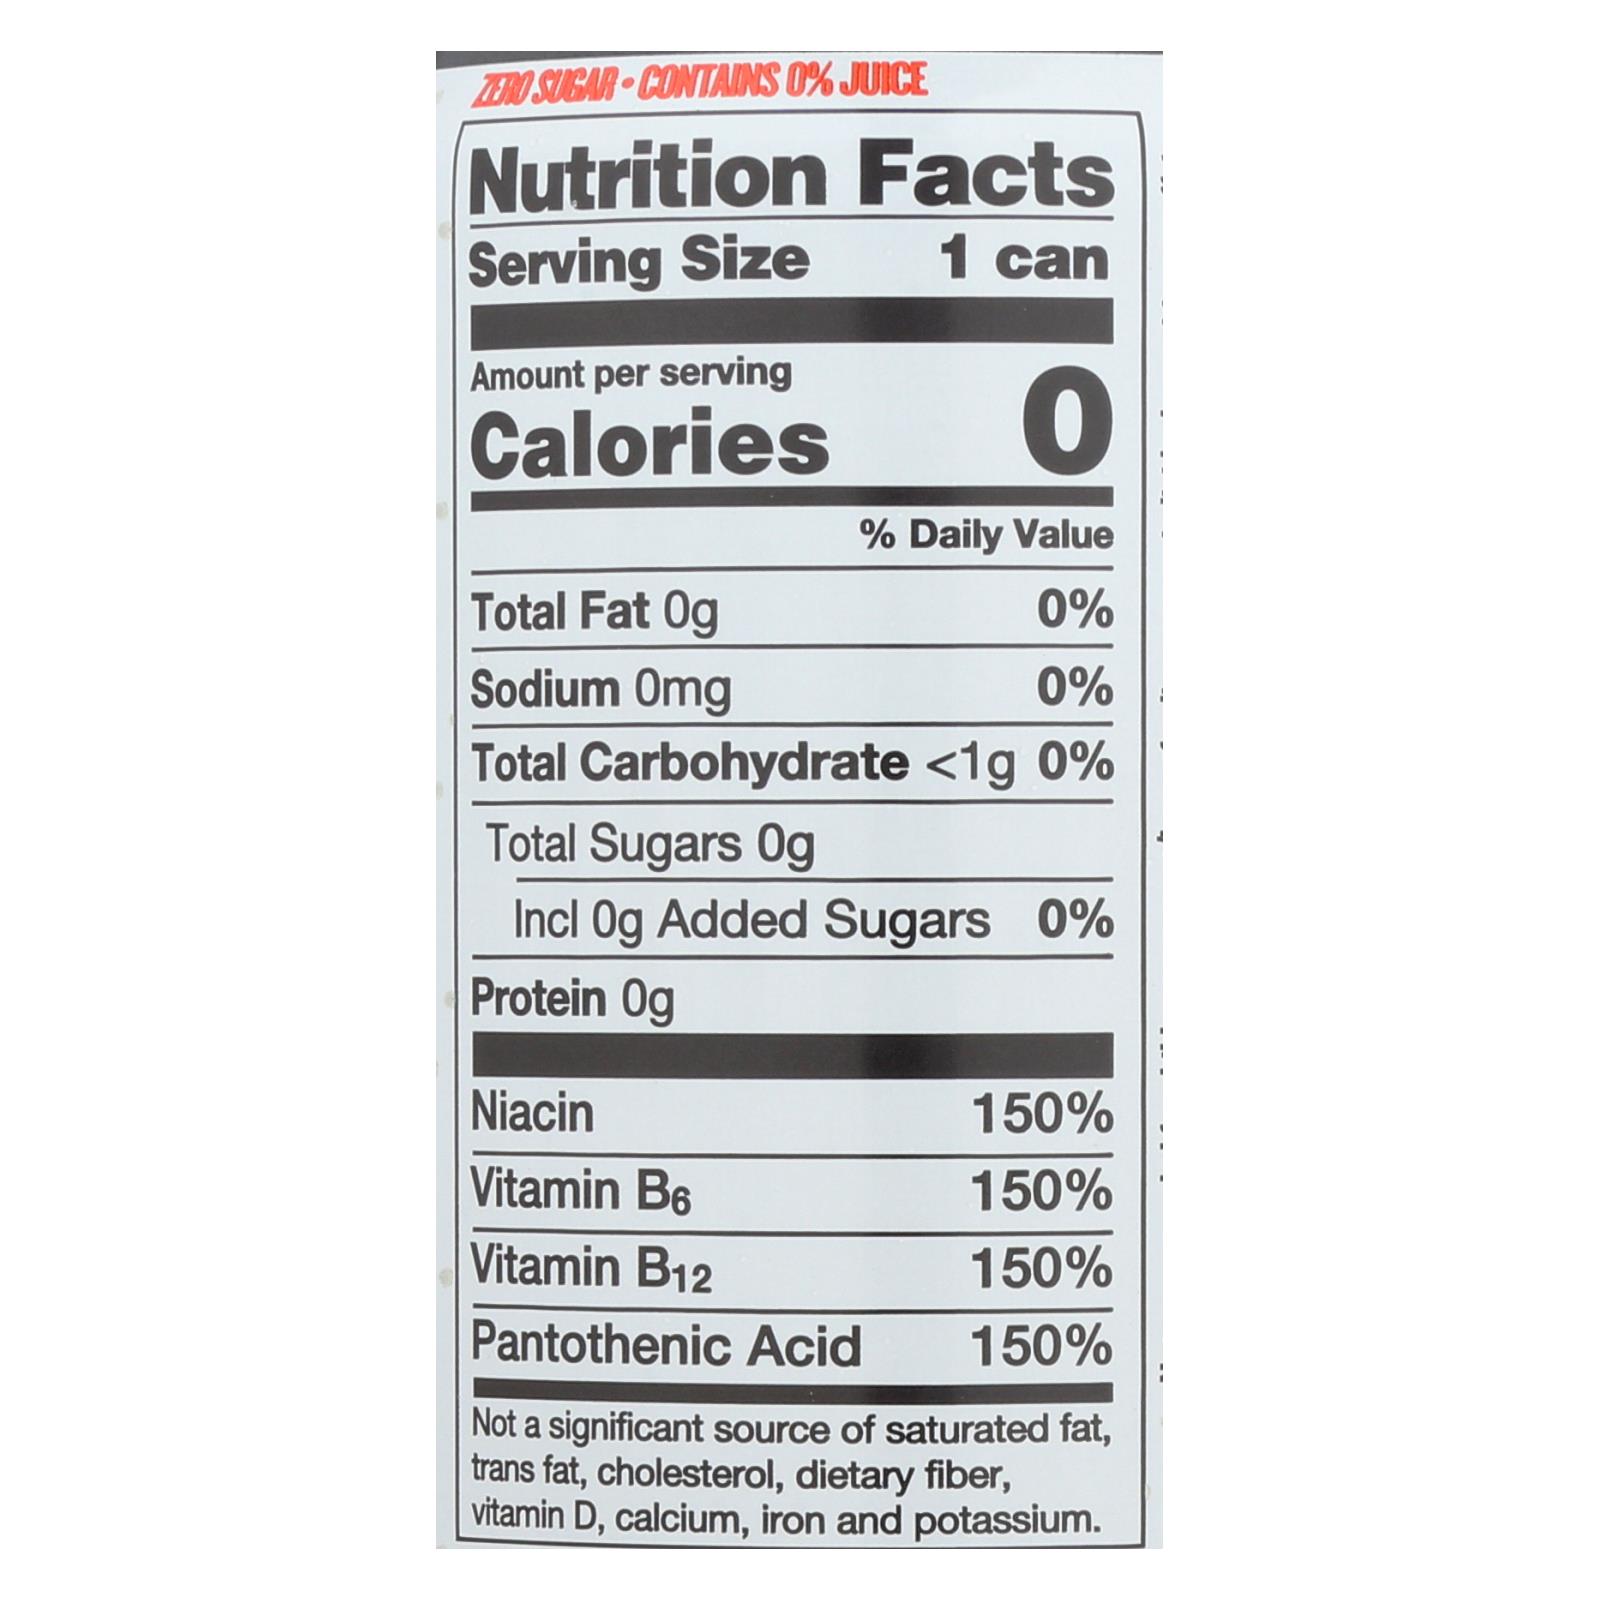 ZERO SUGAR • CONTAINS 0% JUICE
Nutrition Facts
Serving Size 1 can
Amount per serving
Calories 0
% Daily Value
Total Fat 0g 0%
Sodium 0mg 0%
Total Carbohydrate <1g 0%
Total Sugars 0g
Incl 0g Added Sugars 0%
Protein 0g
Niacin 150%
Vitamin B6 150%
Vitamin B12 150%
Pantothenic Acid 150%
Not a significant source of saturated fat,
trans fat, cholesterol, dietary fiber,
vitamin D, calcium, iron and potassium.